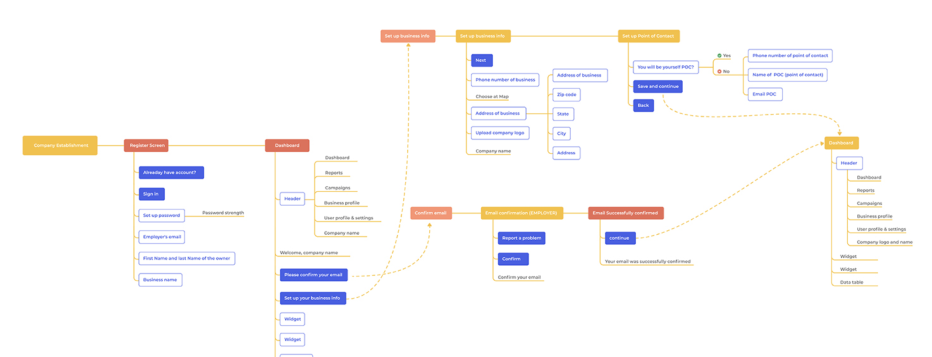 Set up business info
Set up business info
Set up Point of Contact
Next
Phone number of business
Choose at Map
Address of business
Upload company logo
Company name
Address of business
Zip code
State
City
Address
You will be yourself POC?
Save and continue
Back
Yes
No
Phone number of point of contact
Name of POC (point of contact)
Email POC
Company Establishment
Register Screen
Already have account?
Sign in
Set up password
Password strength
Employer's email
First Name and last Name of the owner
Business name
Dashboard
Header
Dashboard
Reports
Campaigns
Business profile
User profile & settings
Company name
Welcome, company name
Please confirm your email
Set up your business info
Widget
Widget
Confirm email
Email confirmation (EMPLOYER)
Report a problem
Confirm
Confirm your email
Email Successfully confirmed
continue
Your email was successfully confirmed
Dashboard
Header
Dashboard
Reports
Campaigns
Business profile
User profile & settings
Company logo and name
Widget
Widget
Data table